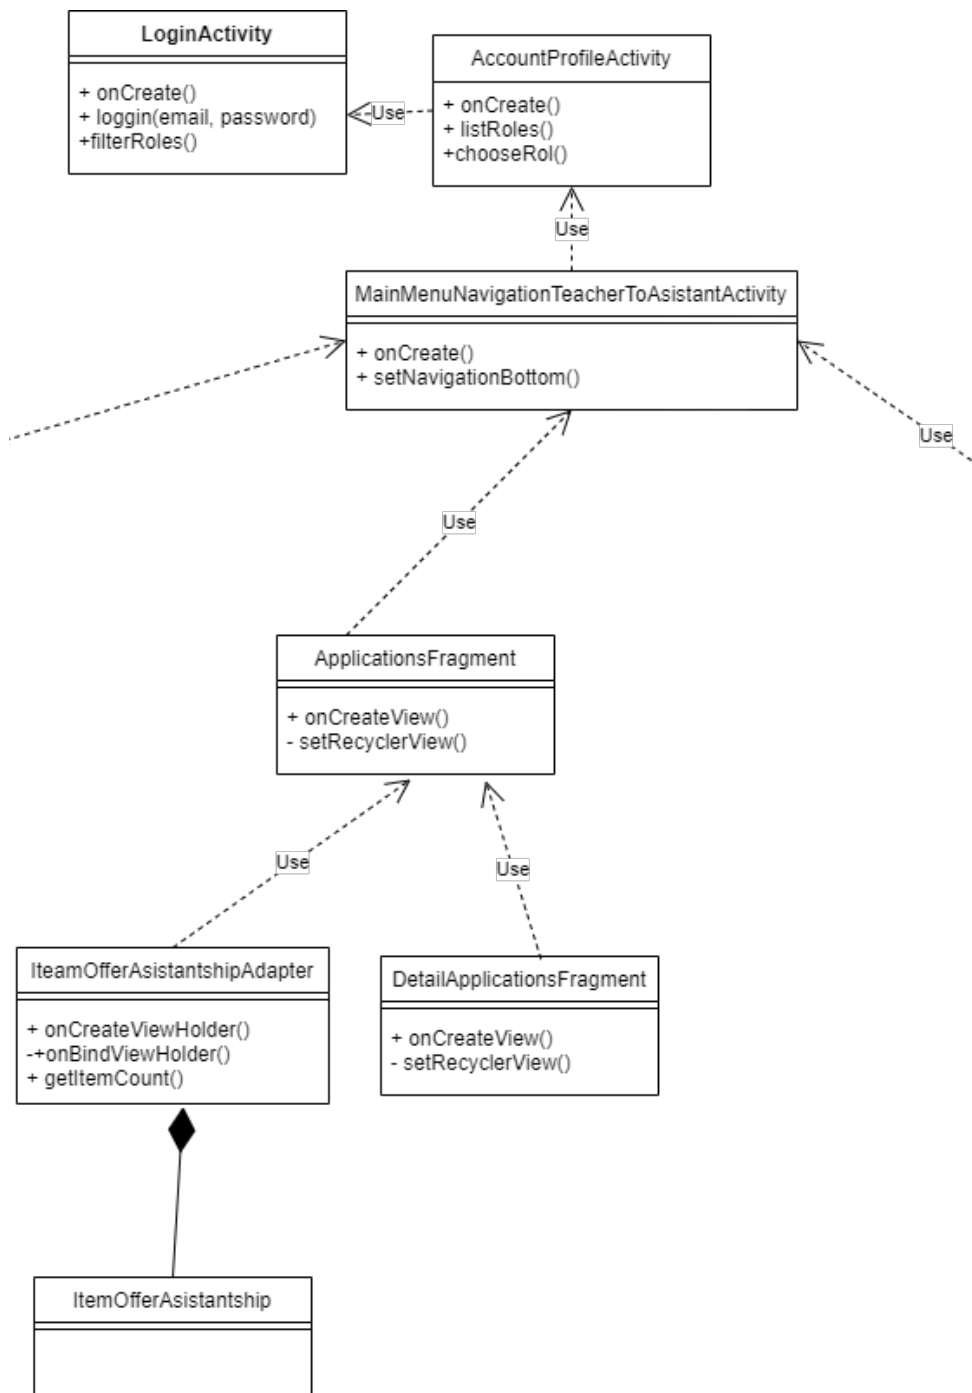 LoginActivity
+ onCreate()
+ loggin(email, password)
+filterRoles()
Use
AccountProfileActivity
+ onCreate()
+ listRoles()
+chooseRol()
Use
MainMenuNavigationTeacherToAsistantActivity
+ onCreate()
+ setNavigationBottom()
Use
Use
ApplicationsFragment
+ onCreateView()
- setRecyclerView()
Use
Use
IteamOfferAsistantshipAdapter
+ onCreateViewHolder()
-+onBindViewHolder()
+ getItemCount()
DetailApplicationsFragment
+ onCreateView()
- setRecyclerView()
ItemOfferAsistantship